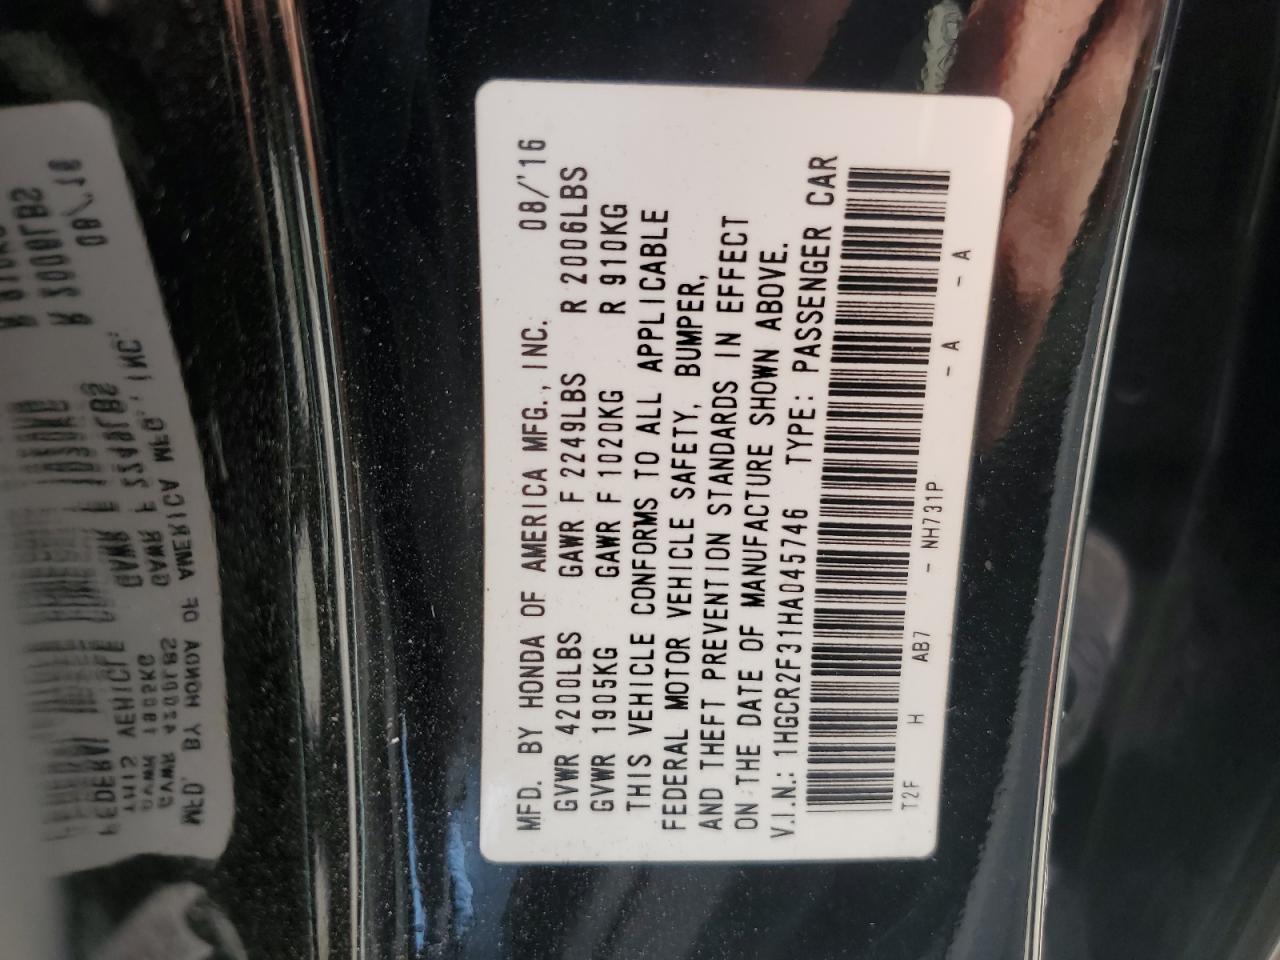 MFD. BY HONDA OF AMERICA MFG., INC. 08/'16
GVWR 4200LBS GAWR F 2249LBS R 2006LBS
GVWR 1905KG GAWR F 1020KG R 910KG
THIS VEHICLE CONFORMS TO ALL APPLICABLE
FEDERAL MOTOR VEHICLE SAFETY, BUMPER,
AND THEFT PREVENTION STANDARDS IN EFFECT
ON THE DATE OF MANUFACTURE SHOWN ABOVE.
V.I.N.: 1HGCR2F31HA045746 TYPE: PASSENGER CAR
T2F H AB7 - NH731P - A - A